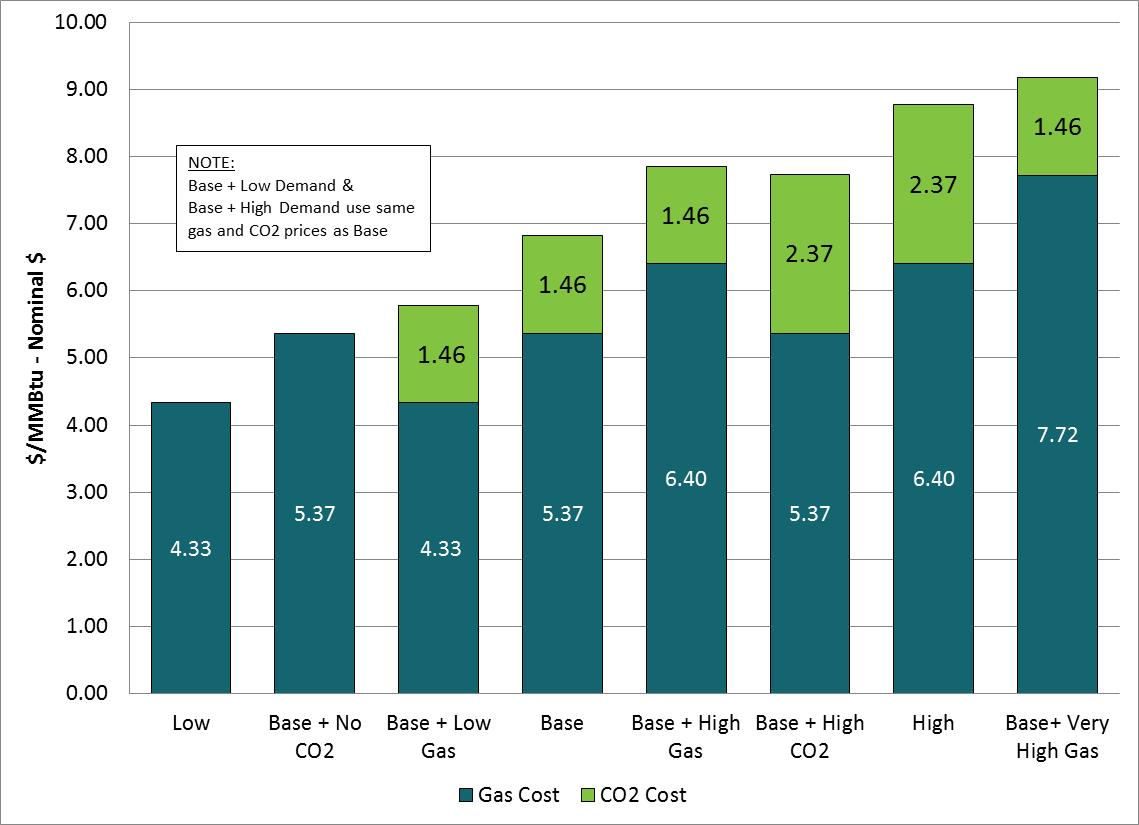 10.00
9.00
8.00
7.00
6.00
5.00
4.00
3.00
2.00
1.00
0.00
$/MMBtu - Nominal $
NOTE:
Base + Low Demand &
Base + High Demand use same
gas and CO2 prices as Base
4.33
5.37
1.46
4.33
1.46
5.37
1.46
6.40
2.37
5.37
2.37
6.40
1.46
7.72
Low
Base + No
CO2
Base + Low
Gas
Base
Base + High
Gas
Base + High
CO2
High
Base+ Very
High Gas
Gas Cost
CO2 Cost